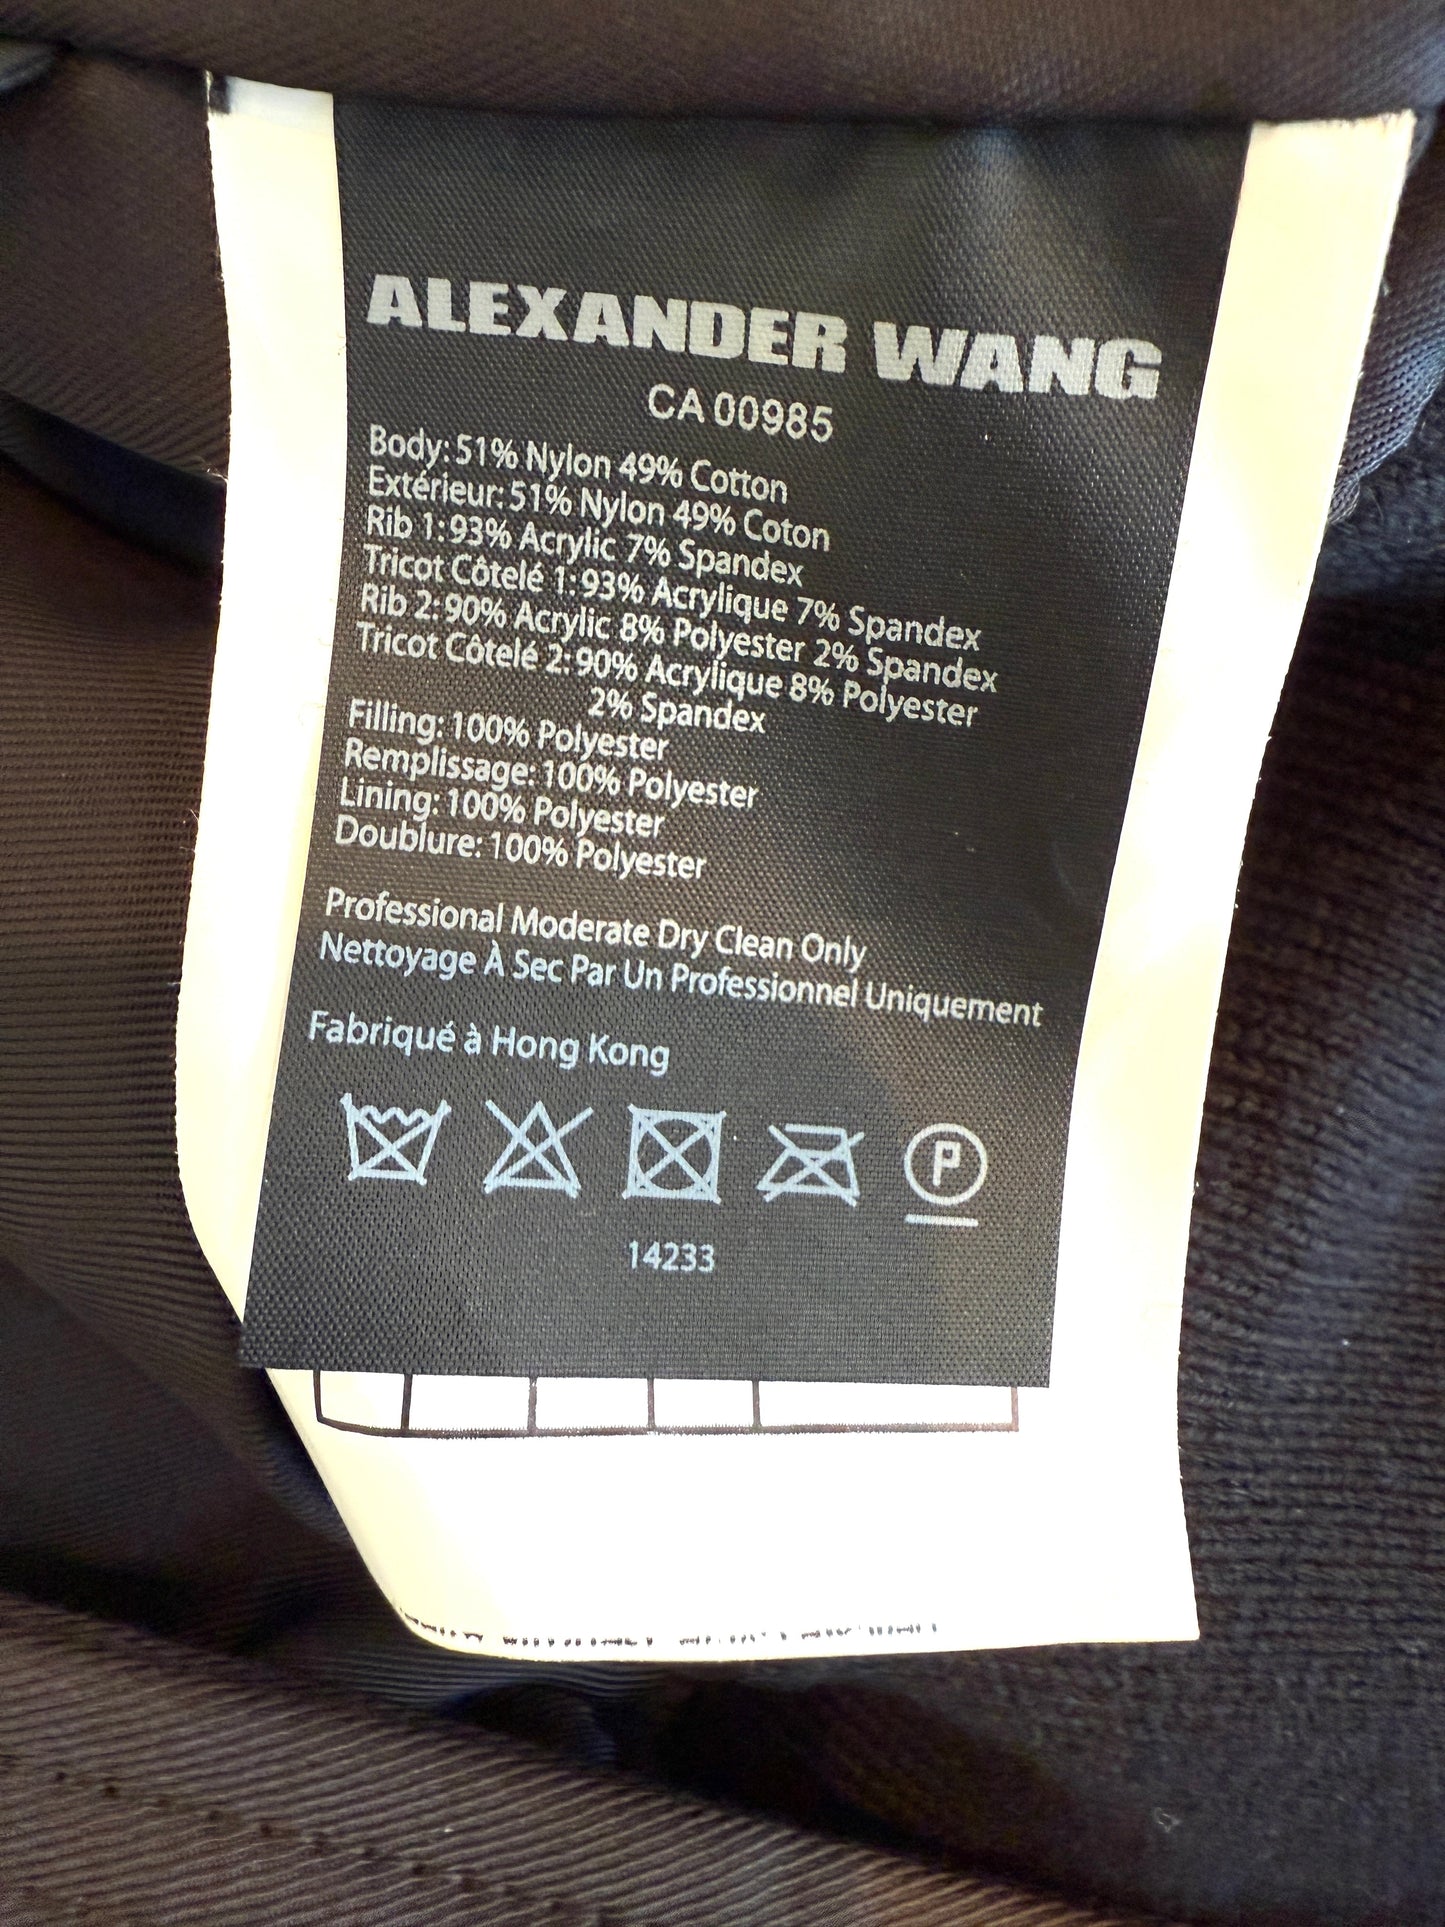 ALEXANDER WANG
CA 00985
Body: 51% Nylon 49% Cotton
Extérieur: 51% Nylon 49% Coton
Rib 1: 93% Acrylic 7% Spandex
Tricot Côtelé 1: 93% Acrylique 7% Spandex
Rib 2: 90% Acrylic 8% Polyester 2% Spandex
Tricot Côtelé 2: 90% Acrylique 8% Polyester
2% Spandex
Filling: 100% Polyester
Remplissage: 100% Polyester
Lining: 100% Polyester
Doublure: 100% Polyester
Professional Moderate Dry Clean Only
Nettoyage À Sec Par Un Professionnel Uniquement
Fabriqué à Hong Kong
P
14233